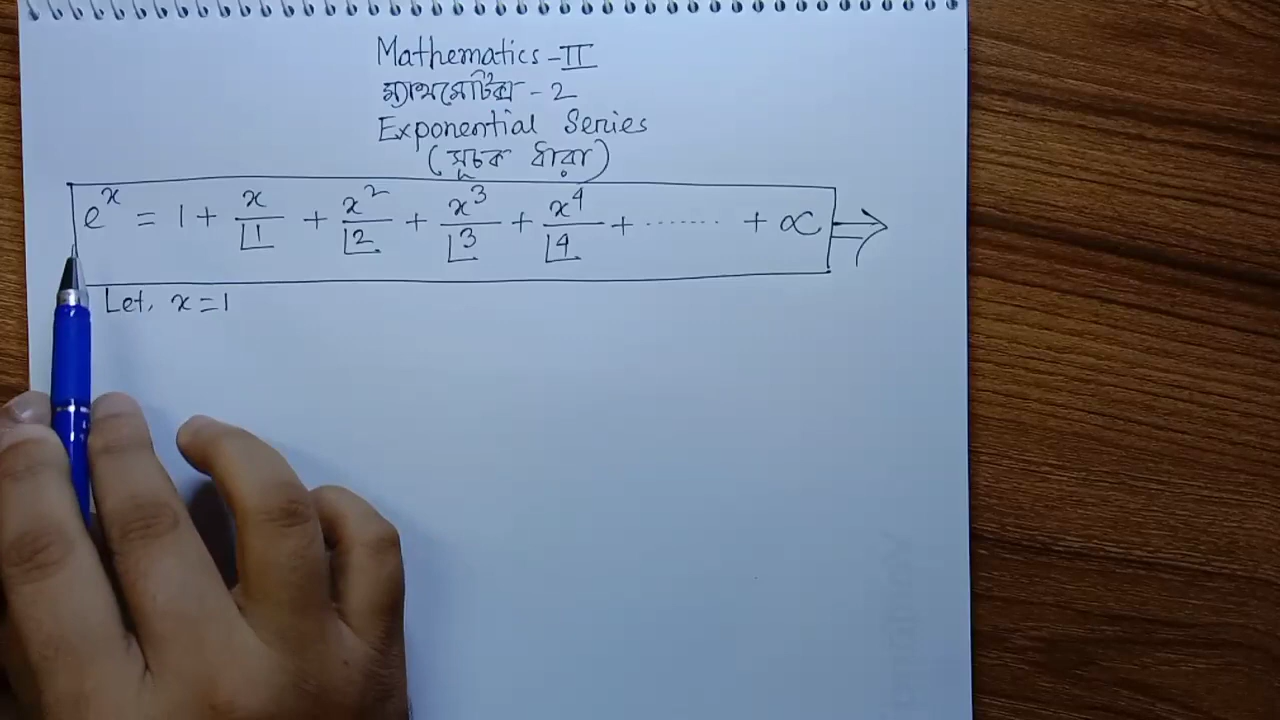 Mathematics - II
ম্যাথমেটিক্স - 2
Exponential Series
(সূচক ধারা)
e^x = 1 + x/⌊1 + x²/⌊2 + x³/⌊3 + x⁴/⌊4 + ........ + ∝ ⇒
Let, x = 1